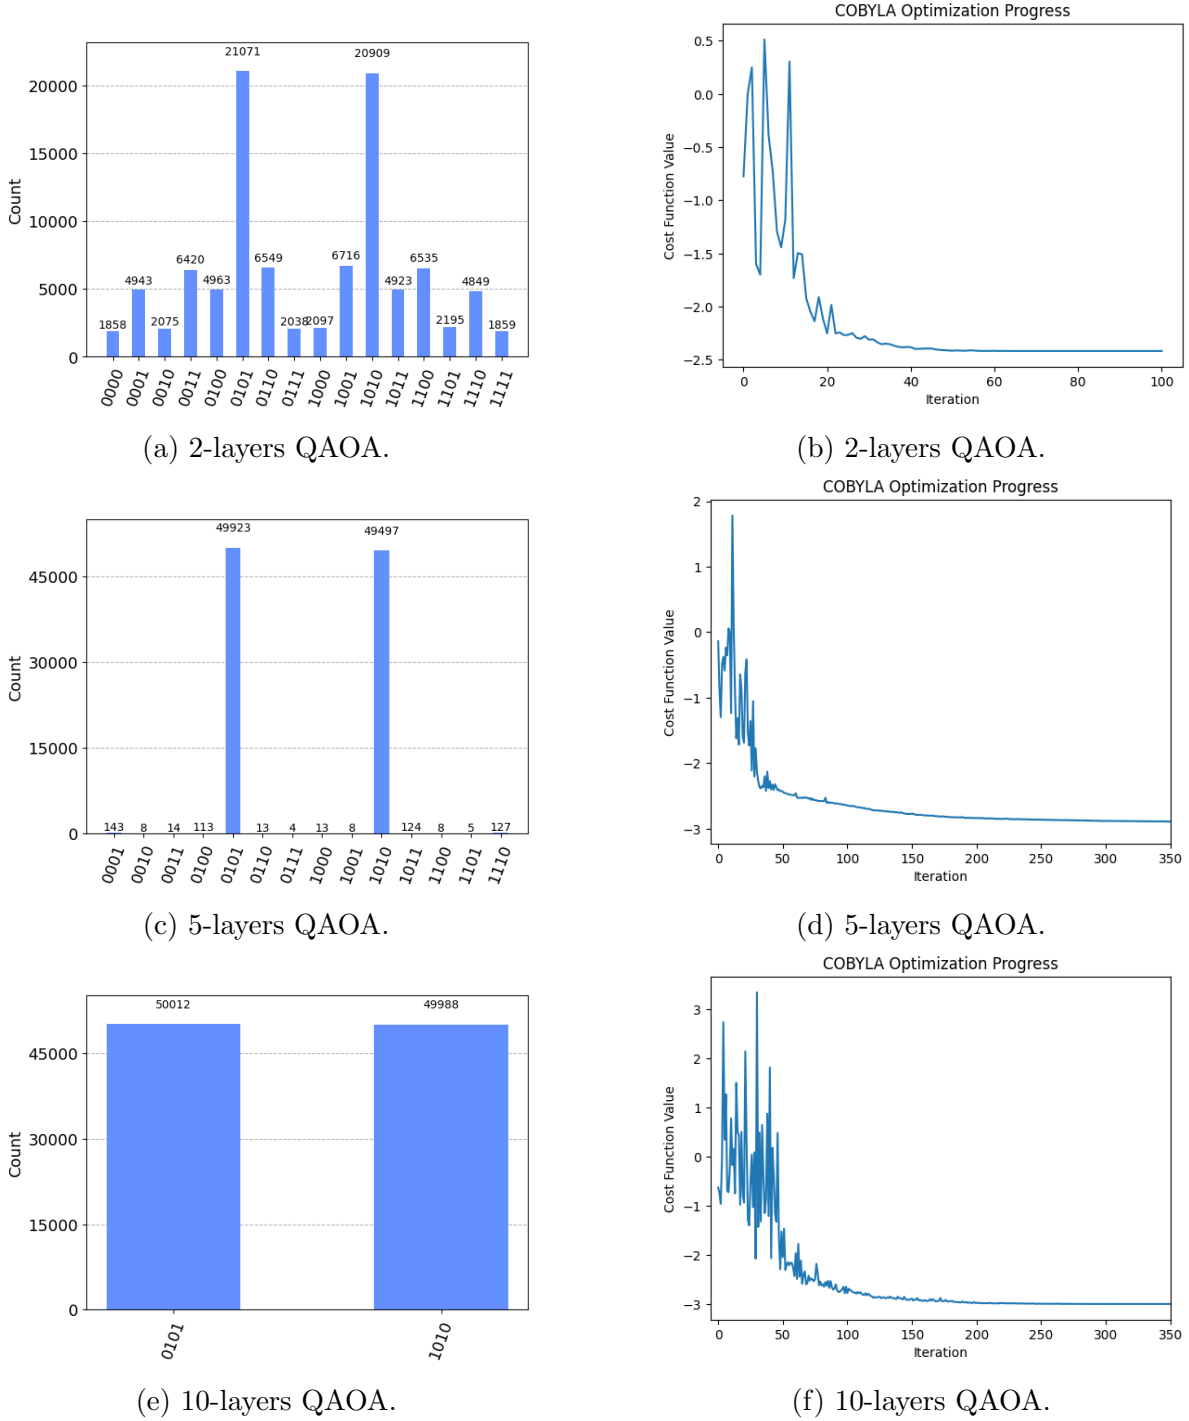 COBYLA Optimization Progress
21071
20909
6420
6549
6716
6535
4943
4963
4923
4849
1858
2075
2038
2097
2195
1859
Count
20000
15000
10000
5000
0
0000 0001 0010 0011 0100 0101 0110 0111 1000 1001 1010 1011 1100 1101 1110 1111
Cost Function Value
0.5
0.0
−0.5
−1.0
−1.5
−2.0
−2.5
0 20 40 60 80 100
Iteration
(a) 2-layers QAOA.
(b) 2-layers QAOA.
49923
49497
143 8 14 113 13 4 13 8 124 8 5 127
Count
45000
30000
15000
0
0001 0010 0011 0100 0101 0110 0111 1000 1001 1010 1011 1100 1101 1110
COBYLA Optimization Progress
Cost Function Value
2
1
0
−1
−2
−3
0 50 100 150 200 250 300 350
Iteration
(c) 5-layers QAOA.
(d) 5-layers QAOA.
50012
49988
Count
45000
30000
15000
0
0101 1010
COBYLA Optimization Progress
Cost Function Value
3
2
1
0
−1
−2
−3
0 50 100 150 200 250 300 350
Iteration
(e) 10-layers QAOA.
(f) 10-layers QAOA.